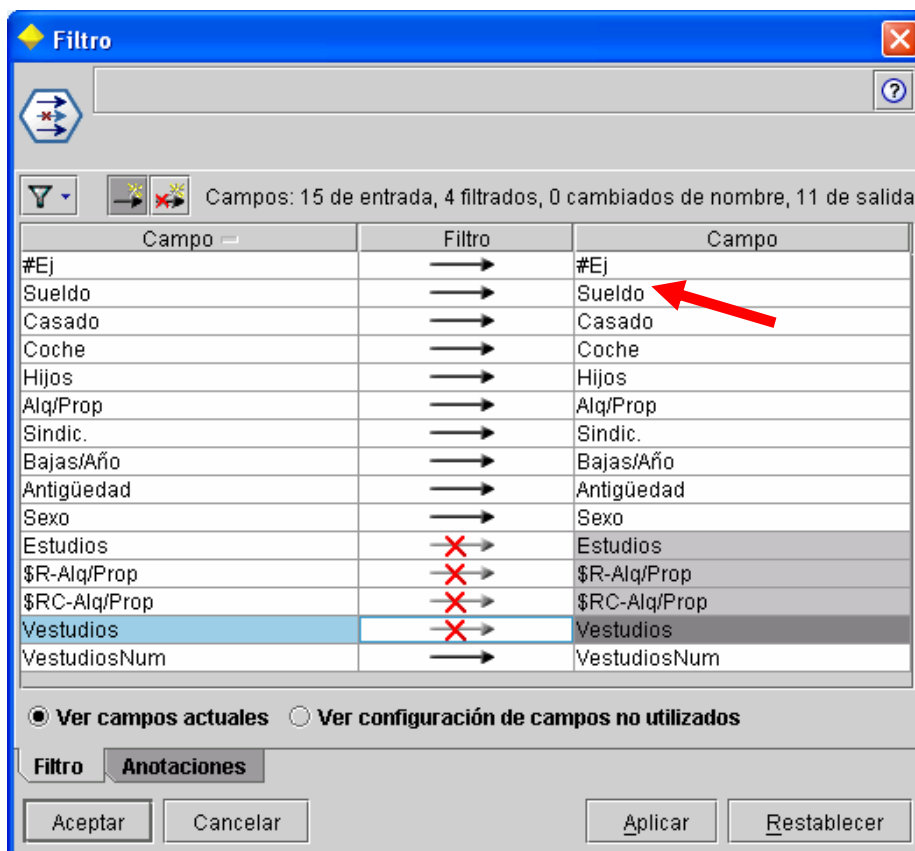 Filtro
?
Campos: 15 de entrada, 4 filtrados, 0 cambiados de nombre, 11 de salida
Campo Filtro Campo
#Ej #Ej
Sueldo Sueldo
Casado Casado
Coche Coche
Hijos Hijos
Alq/Prop Alq/Prop
Sindic. Sindic.
Bajas/Año Bajas/Año
Antigüedad Antigüedad
Sexo Sexo
Estudios Estudios
$R-Alq/Prop $R-Alq/Prop
$RC-Alq/Prop $RC-Alq/Prop
Vestudios Vestudios
VestudiosNum VestudiosNum
Ver campos actuales Ver configuración de campos no utilizados
Filtro Anotaciones
Aceptar Cancelar Aplicar Restablecer